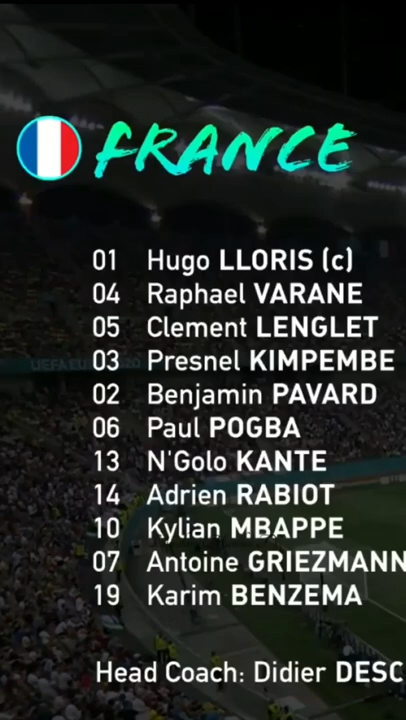 FRANCE
01 Hugo LLORIS (c)
04 Raphael VARANE
05 Clement LENGLET
03 Presnel KIMPEMBE
02 Benjamin PAVARD
06 Paul POGBA
13 N'Golo KANTE
14 Adrien RABIOT
10 Kylian MBAPPE
07 Antoine GRIEZMANN
19 Karim BENZEMA
Head Coach: Didier DESC